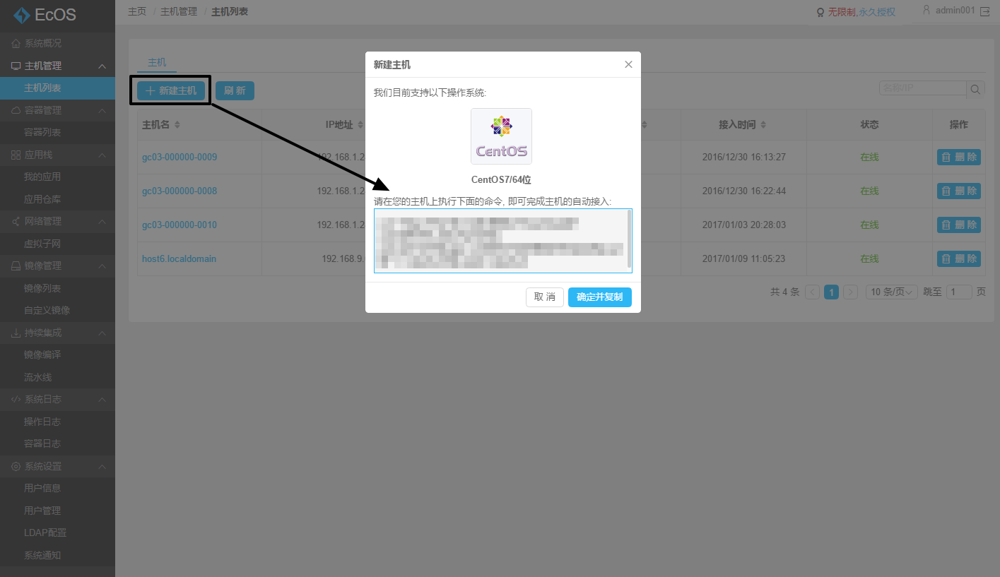 EcOS
主页 / 主机管理 / 主机列表
无限制,永久授权
admin001
系统概况
主机管理
主机列表
容器管理
容器列表
应用栈
我的应用
应用仓库
网络管理
虚拟子网
镜像管理
镜像列表
自定义镜像
持续集成
镜像编译
流水线
系统日志
操作日志
容器日志
系统设置
用户信息
用户管理
LDAP配置
系统通知
主机
新建主机 刷 新
名称/IP
主机名 IP地址 接入时间 状态 操作
gc03-000000-0009 192.168.1.2 2016/12/30 16:13:27 在线 删 除
gc03-000000-0008 192.168.1.2 2016/12/30 16:22:44 在线 删 除
gc03-000000-0010 192.168.1.2 2017/01/03 20:28:03 在线 删 除
host6.localdomain 192.168.9. 2017/01/09 11:05:23 在线 删 除
共 4 条 1 10 条/页 跳至 1 页
新建主机
我们目前支持以下操作系统:
CentOS
CentOS7/64位
请在您的主机上执行下面的命令, 即可完成主机的自动接入:
取 消 确定并复制